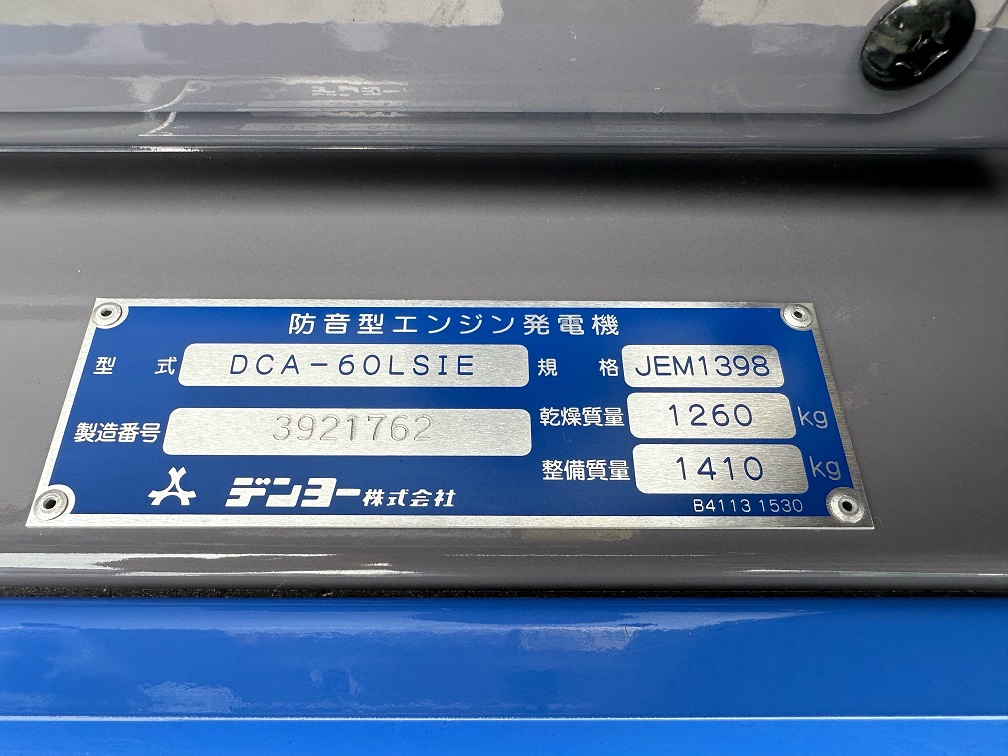 防音型エンジン発電機
型 式 DCA-60LSIE 規 格 JEM1398
乾燥質量 1260 kg
製造番号 3921762
整備質量 1410 kg
デンヨー株式会社
B4113 1530